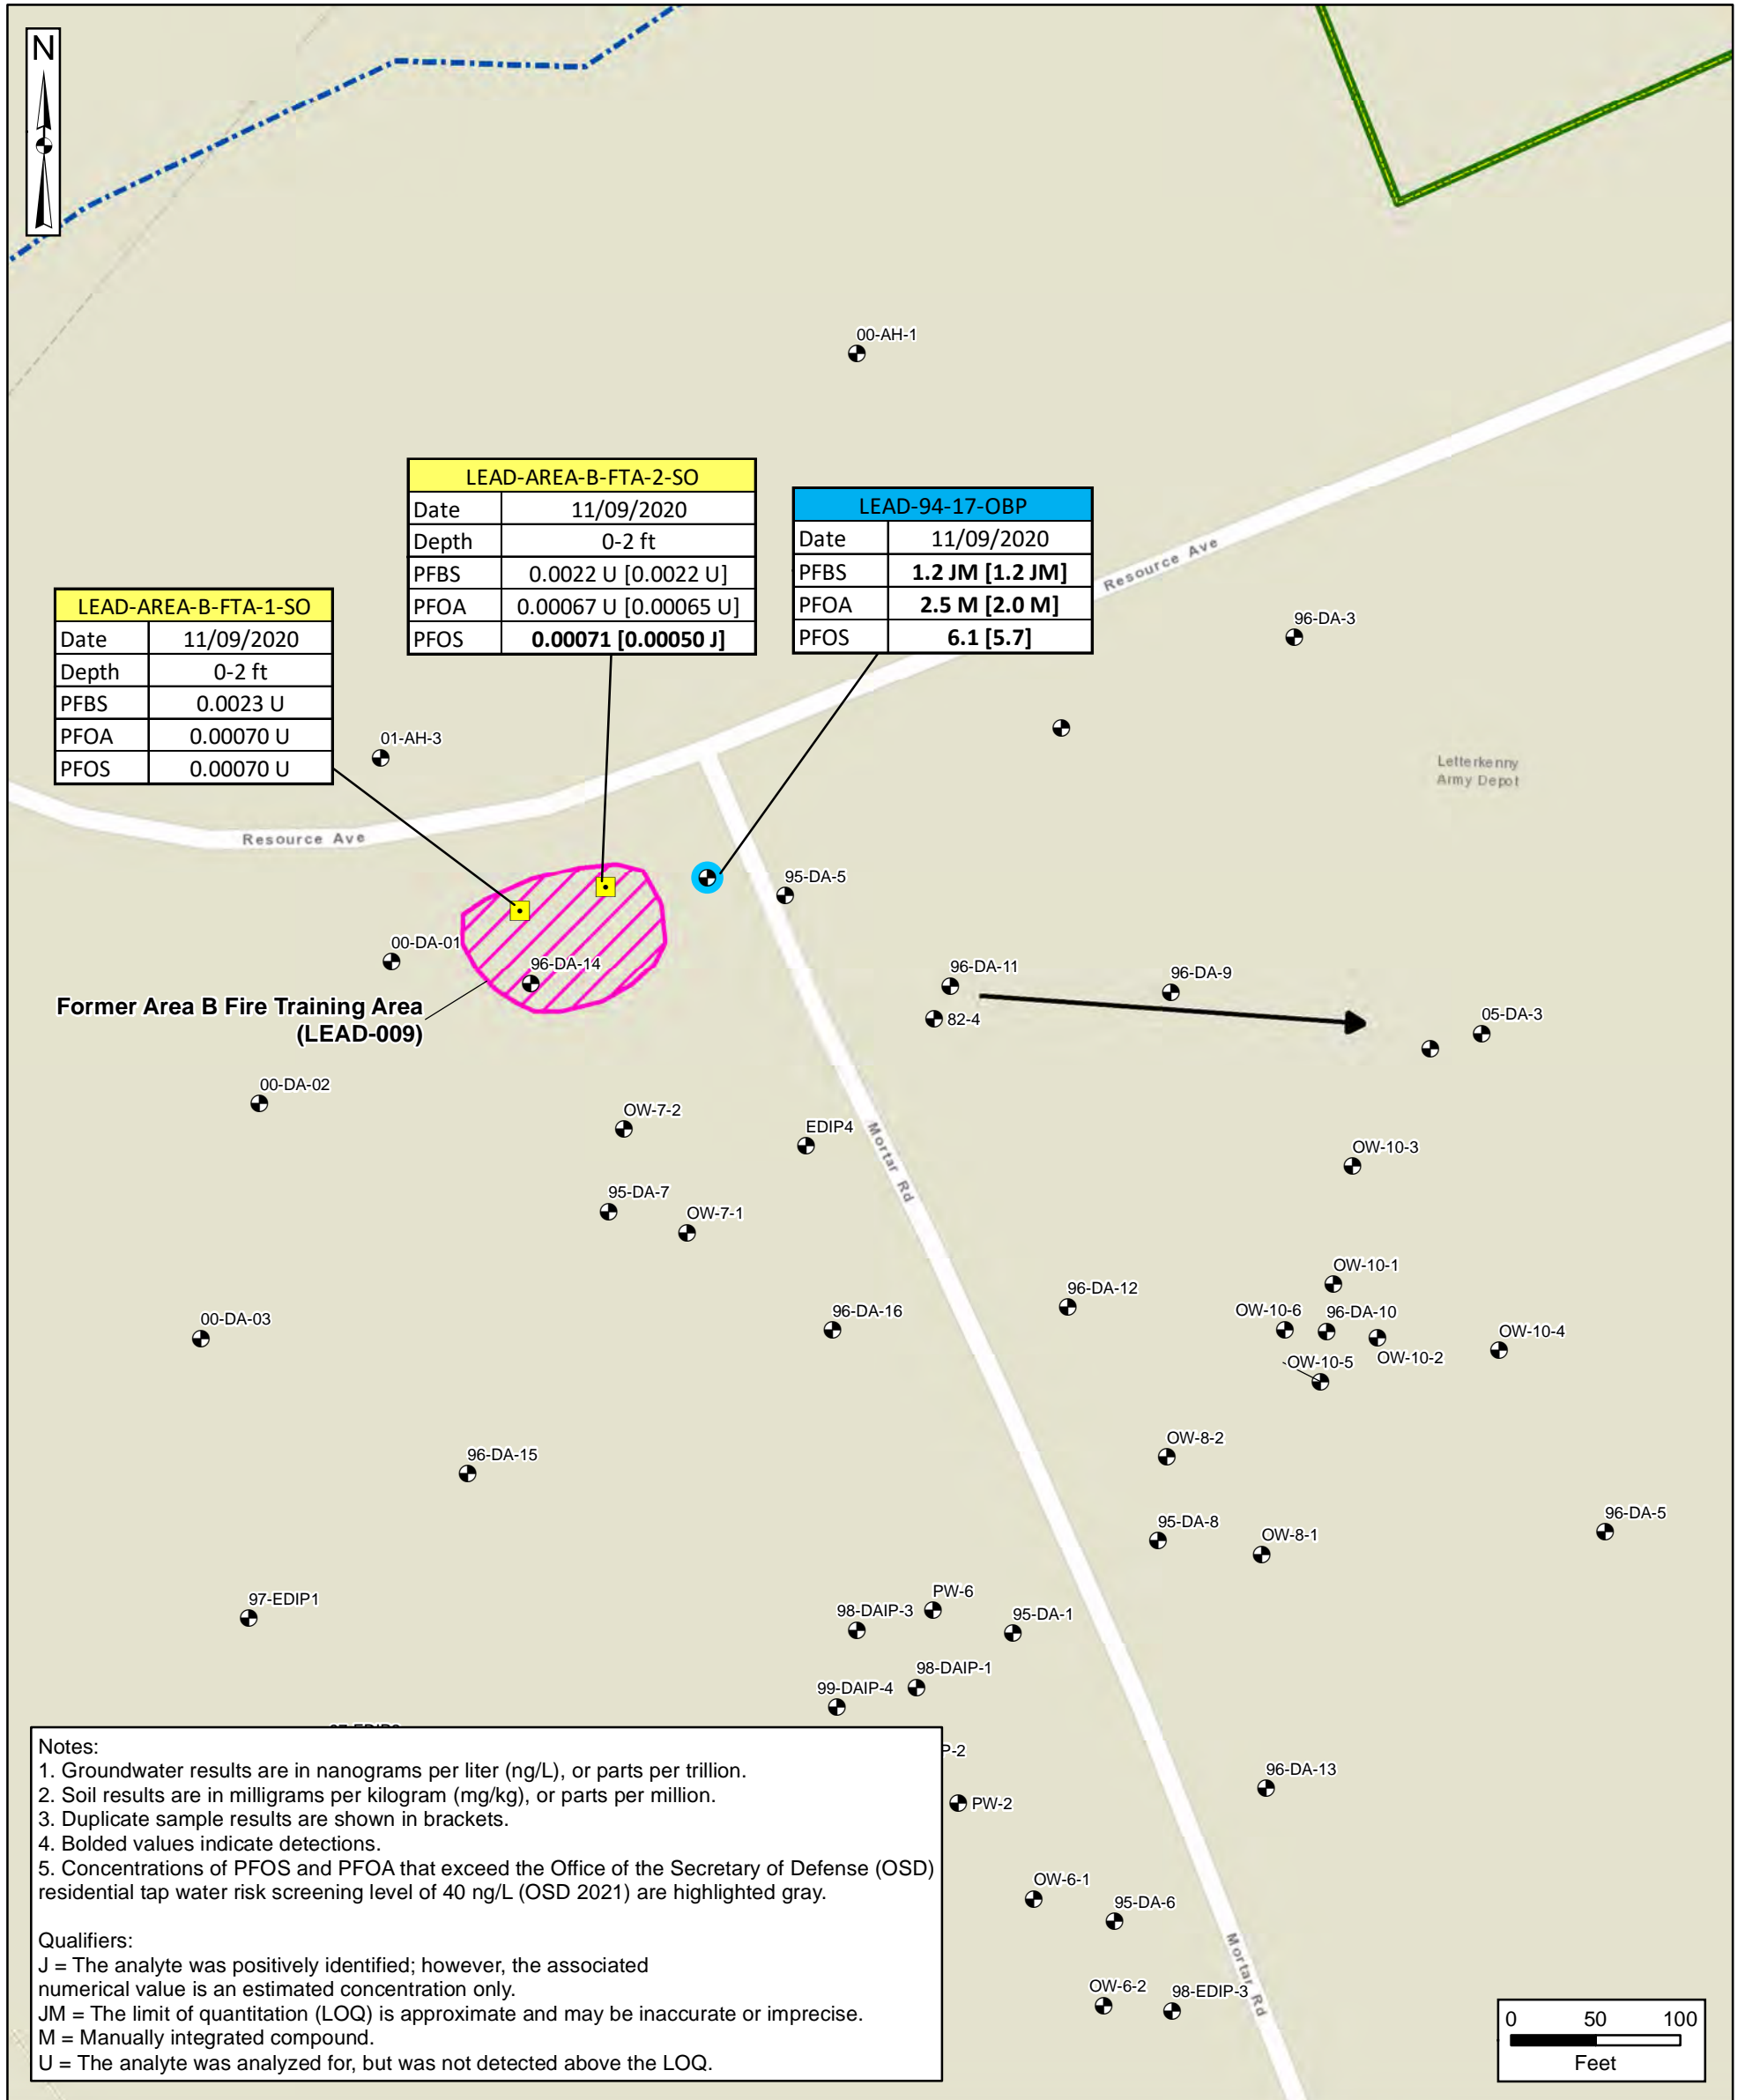 N
00-AH-1
LEAD-AREA-B-FTA-2-SO
Date 11/09/2020
Depth 0-2 ft
PFBS 0.0022 U [0.0022 U]
PFOA 0.00067 U [0.00065 U]
PFOS 0.00071 [0.00050 J]
LEAD-94-17-OBP
Date 11/09/2020
PFBS 1.2 JM [1.2 JM]
PFOA 2.5 M [2.0 M]
PFOS 6.1 [5.7]
LEAD-AREA-B-FTA-1-SO
Date 11/09/2020
Depth 0-2 ft
PFBS 0.0023 U
PFOA 0.00070 U
PFOS 0.00070 U
Resource Ave
96-DA-3
01-AH-3
Letterkenny
Army Depot
Resource Ave
95-DA-5
00-DA-01
96-DA-14
96-DA-11
96-DA-9
Former Area B Fire Training Area
(LEAD-009)
82-4
05-DA-3
00-DA-02
OW-7-2
EDIP4
Mortar Rd
OW-10-3
95-DA-7
OW-7-1
OW-10-1
96-DA-12
00-DA-03
96-DA-16
OW-10-6
96-DA-10
OW-10-4
OW-10-5
OW-10-2
96-DA-15
OW-8-2
95-DA-8
OW-8-1
96-DA-5
97-EDIP1
98-DAIP-3
PW-6
95-DA-1
98-DAIP-1
99-DAIP-4
P-2
96-DA-13
PW-2
OW-6-1
95-DA-6
Mortar Rd
OW-6-2
98-EDIP-3
Notes:
1. Groundwater results are in nanograms per liter (ng/L), or parts per trillion.
2. Soil results are in milligrams per kilogram (mg/kg), or parts per million.
3. Duplicate sample results are shown in brackets.
4. Bolded values indicate detections.
5. Concentrations of PFOS and PFOA that exceed the Office of the Secretary of Defense (OSD)
residential tap water risk screening level of 40 ng/L (OSD 2021) are highlighted gray.
Qualifiers:
J = The analyte was positively identified; however, the associated
numerical value is an estimated concentration only.
JM = The limit of quantitation (LOQ) is approximate and may be inaccurate or imprecise.
M = Manually integrated compound.
U = The analyte was analyzed for, but was not detected above the LOQ.
0 50 100
Feet